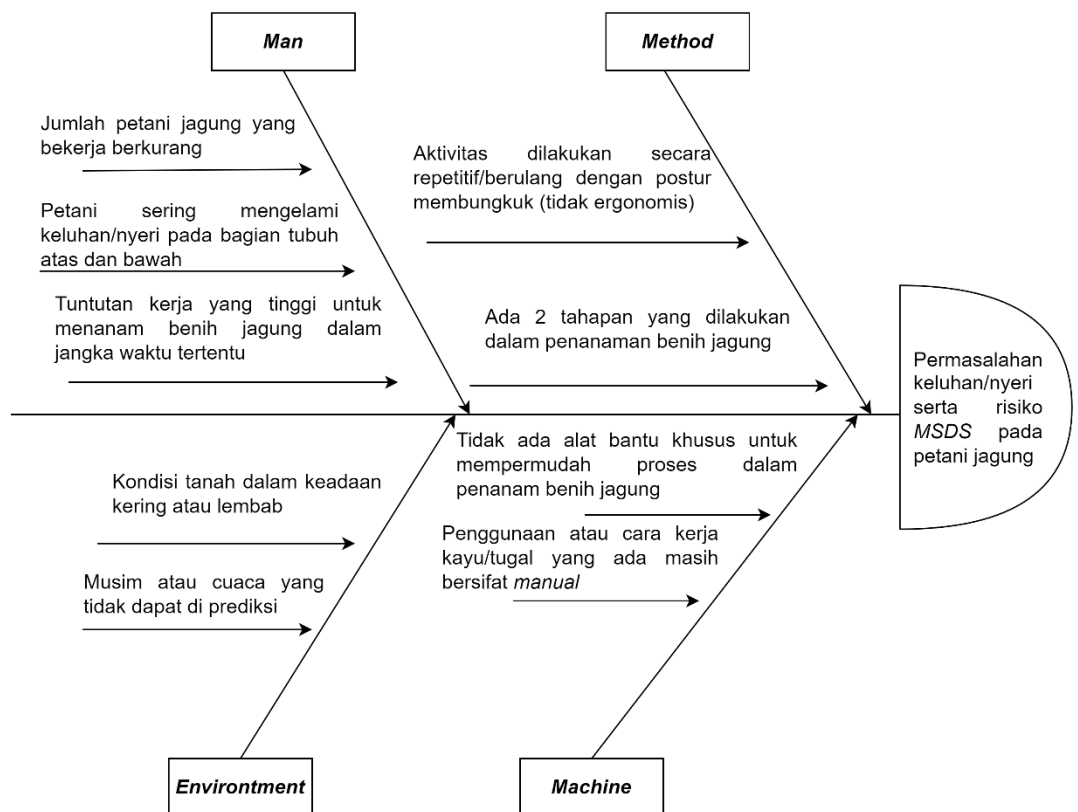 Man
Method
Jumlah petani jagung yang
bekerja berkurang
Petani sering mengelami
keluhan/nyeri pada bagian tubuh
atas dan bawah
Tuntutan kerja yang tinggi untuk
menanam benih jagung dalam
jangka waktu tertentu
Aktivitas dilakukan secara
repetitif/berulang dengan postur
membungkuk (tidak ergonomis)
Ada 2 tahapan yang dilakukan
dalam penanaman benih jagung
Permasalahan
keluhan/nyeri
serta risiko
MSDS pada
petani jagung
Kondisi tanah dalam keadaan
kering atau lembab
Musim atau cuaca yang
tidak dapat di prediksi
Tidak ada alat bantu khusus untuk
mempermudah proses dalam
penanam benih jagung
Penggunaan atau cara kerja
kayu/tugal yang ada masih
bersifat manual
Environtment
Machine